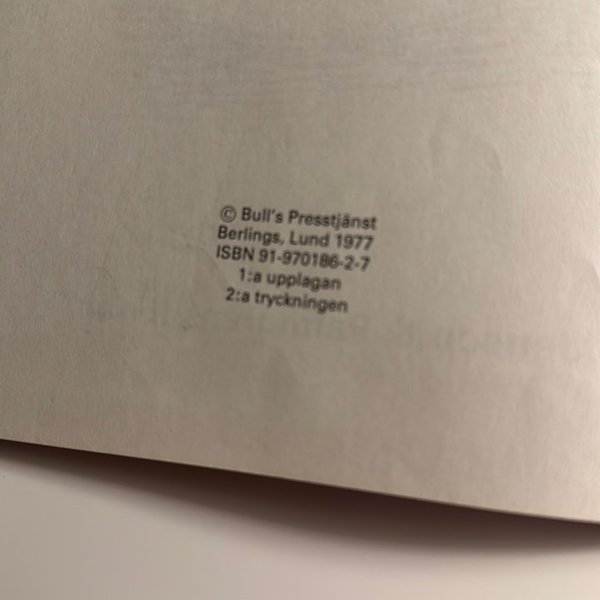 © Bull's Presstjänst
Berlings, Lund 1977
ISBN 91-970186-2-7
1:a upplagan
2:a tryckningen